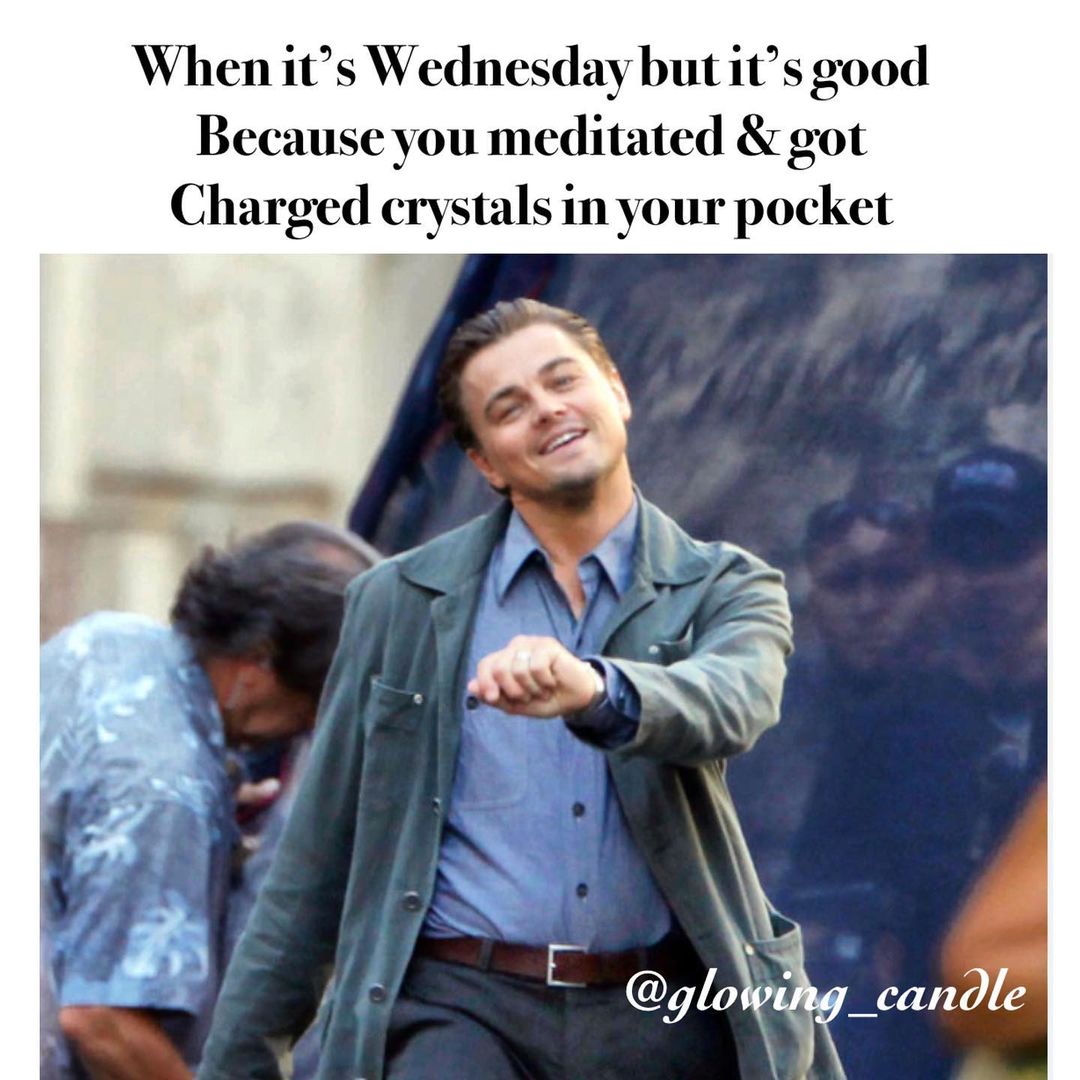 When it’s Wednesday but it’s good
Because you meditated & got
Charged crystals in your pocket
@glowing_candle